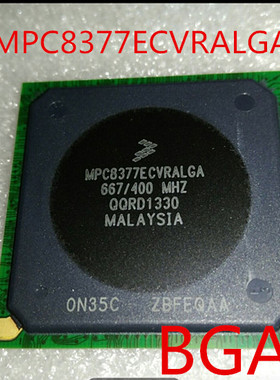 MPC8377ECVRALGA
MPC8377ECVRALGA
667/400 MHZ
QQRD1330
MALAYSIA
0N35C ZBFEQAA
BGA